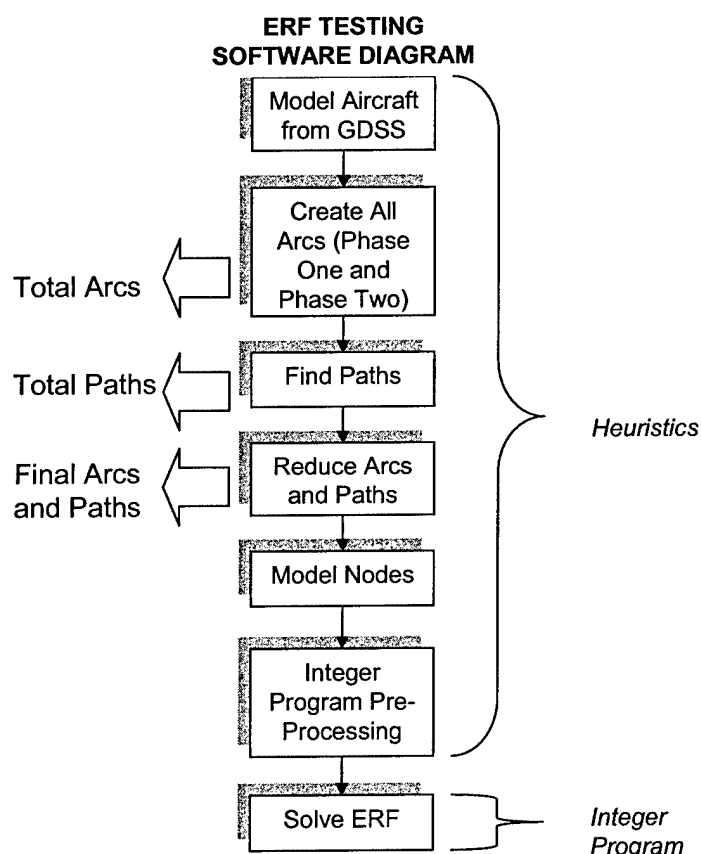 ERF TESTING
SOFTWARE DIAGRAM
Model Aircraft
from GDSS
Create All
Arcs (Phase
One and
Phase Two)
Total Arcs
Find Paths
Total Paths
Heuristics
Reduce Arcs
and Paths
Final Arcs
and Paths
Model Nodes
Integer
Program Pre-
Processing
Solve ERF
Integer
Program